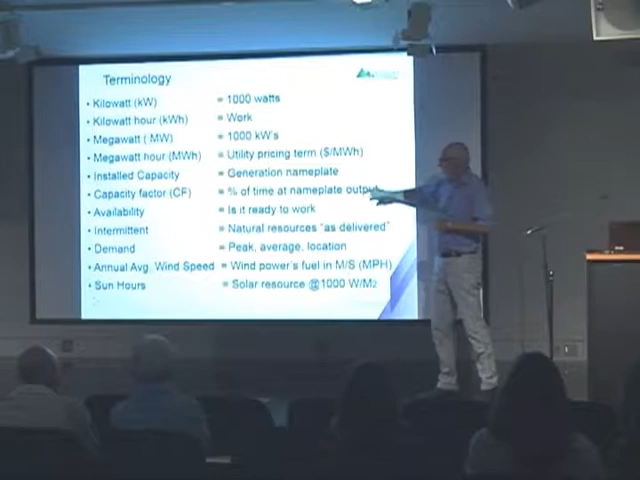 Terminology
• Kilowatt (kW) = 1000 watts
• Kilowatt hour (kWh) = Work
• Megawatt ( MW) = 1000 kW's
• Megawatt hour (MWh) = Utility pricing term ($/MWh)
• Installed Capacity = Generation nameplate
• Capacity factor (CF) = % of time at nameplate output
• Availability = Is it ready to work
• Intermittent = Natural resources "as delivered"
• Demand = Peak, average, location
• Annual Avg. Wind Speed = Wind power's fuel in M/S (MPH)
• Sun Hours = Solar resource @1000 W/M2